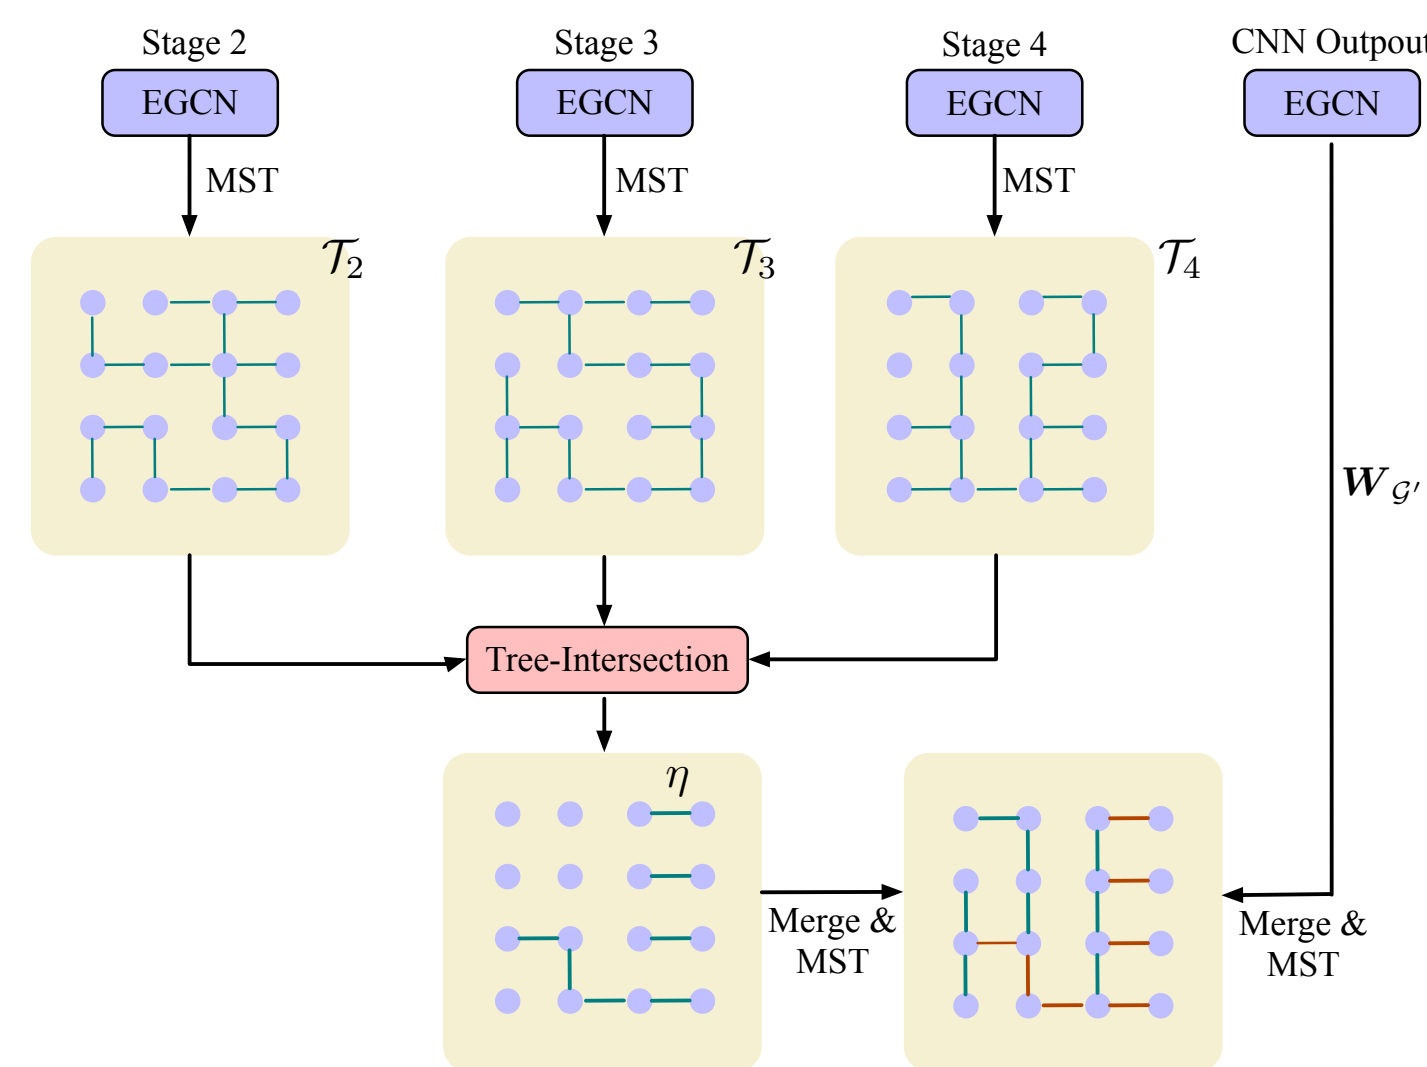 Stage 2
Stage 3
Stage 4
CNN Outpout
EGCN
EGCN
EGCN
EGCN
MST
MST
MST
𝒯₂
𝒯₃
𝒯₄
W_𝒢′
Tree-Intersection
η
Merge &
MST
Merge &
MST